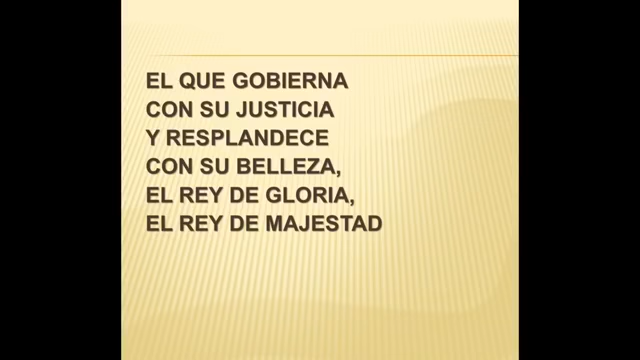 EL QUE GOBIERNA
CON SU JUSTICIA
Y RESPLANDECE
CON SU BELLEZA,
EL REY DE GLORIA,
EL REY DE MAJESTAD